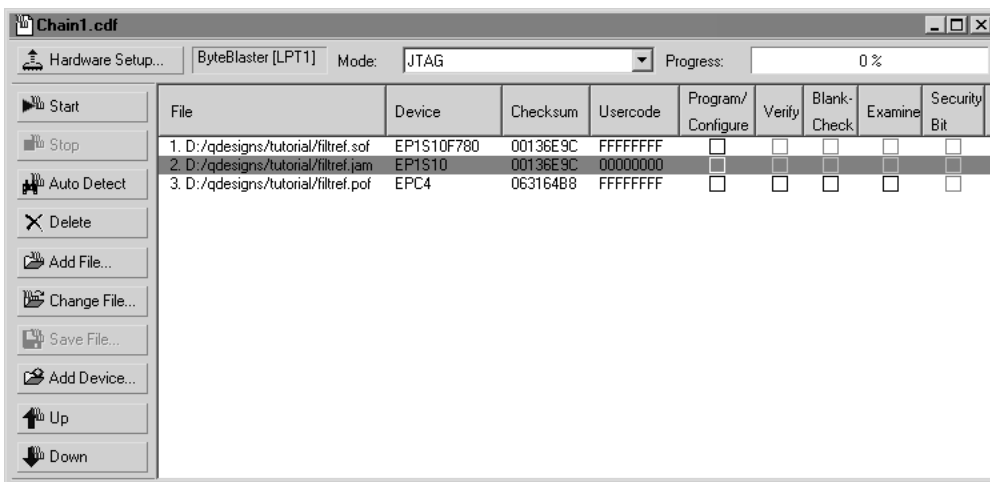 Chain1.cdf
Hardware Setup... ByteBlaster [LPT1] Mode: JTAG Progress: 0 %
Start
Stop
Auto Detect
Delete
Add File...
Change File...
Save File...
Add Device...
Up
Down
File Device Checksum Usercode Program/ Configure Verify Blank- Check Examine Security Bit
1. D:/qdesigns/tutorial/filtref.sof EP1S10F780 00136E9C FFFFFFFF
2. D:/qdesigns/tutorial/filtref.jam EP1S10 00136E9C 00000000
3. D:/qdesigns/tutorial/filtref.pof EPC4 063164B8 FFFFFFFF